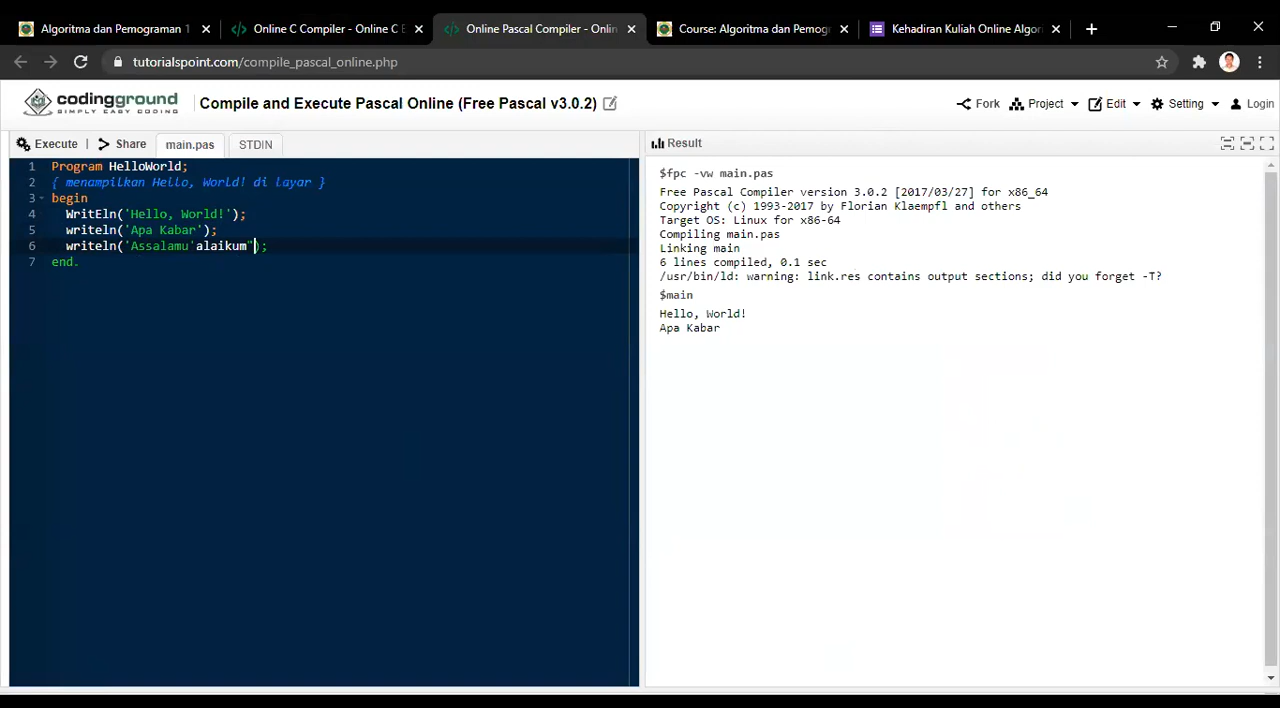 Algoritma dan Pemograman 1
Online C Compiler - Online C E
Online Pascal Compiler - Onlin
Course: Algoritma dan Pemogr
Kehadiran Kuliah Online Algor
tutorialspoint.com/compile_pascal_online.php
codingground
SIMPLY EASY CODING
Compile and Execute Pascal Online (Free Pascal v3.0.2)
Fork
Project
Edit
Setting
Login
Execute
Share
main.pas
STDIN
Result
1 Program HelloWorld;
2 { menampilkan Hello, World! di layar }
3 begin
4 WritEln('Hello, World!');
5 writeln('Apa Kabar');
6 writeln('Assalamu'alaikum");
7 end.
$fpc -vw main.pas
Free Pascal Compiler version 3.0.2 [2017/03/27] for x86_64
Copyright (c) 1993-2017 by Florian Klaempfl and others
Target OS: Linux for x86-64
Compiling main.pas
Linking main
6 lines compiled, 0.1 sec
/usr/bin/ld: warning: link.res contains output sections; did you forget -T?
$main
Hello, World!
Apa Kabar